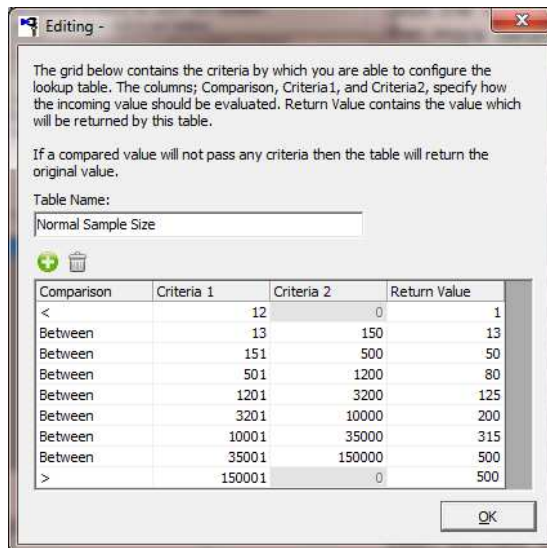 Editing -
The grid below contains the criteria by which you are able to configure the
lookup table. The columns; Comparison, Criteria1, and Criteria2, specify how
the incoming value should be evaluated. Return Value contains the value which
will be returned by this table.
If a compared value will not pass any criteria then the table will return the
original value.
Table Name:
Normal Sample Size
Comparison Criteria 1 Criteria 2 Return Value
< 12 0 1
Between 13 150 13
Between 151 500 50
Between 501 1200 80
Between 1201 3200 125
Between 3201 10000 200
Between 10001 35000 315
Between 35001 150000 500
> 150001 0 500
OK